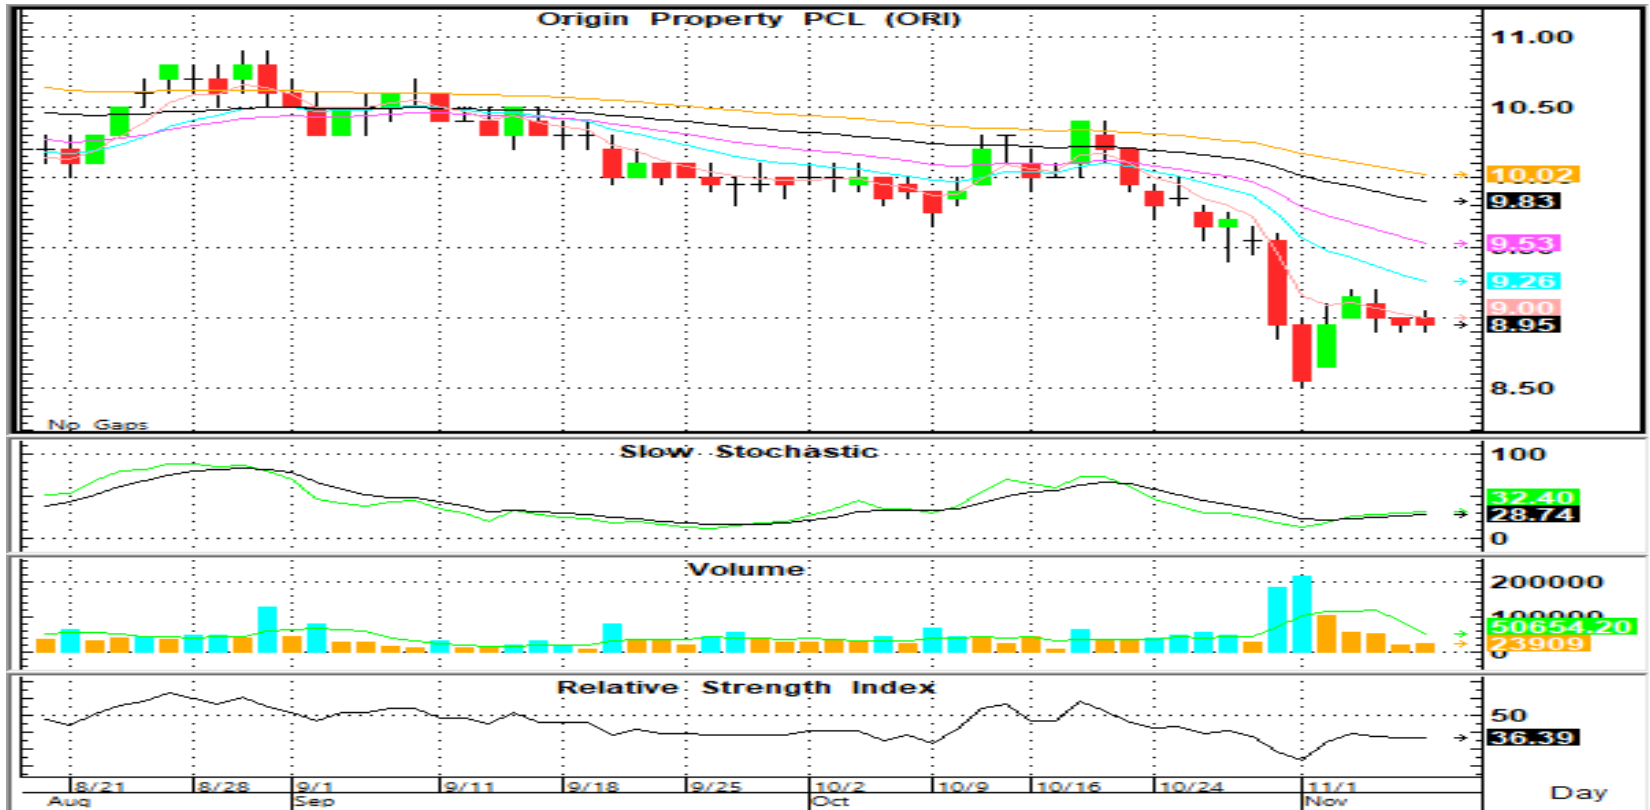 Origin Property PCL (ORI)
11.00
10.50
10.02
9.83
9.53
9.26
9.00
8.95
8.50
No Gaps
Slow Stochastic
100
32.40
28.74
0
Volume
200000
100000
50654.20
23909
0
Relative Strength Index
50
36.39
8/21 8/28 9/1 9/11 9/18 9/25 10/2 10/9 10/16 10/24 11/1
Aug Sep Oct Nov
Day